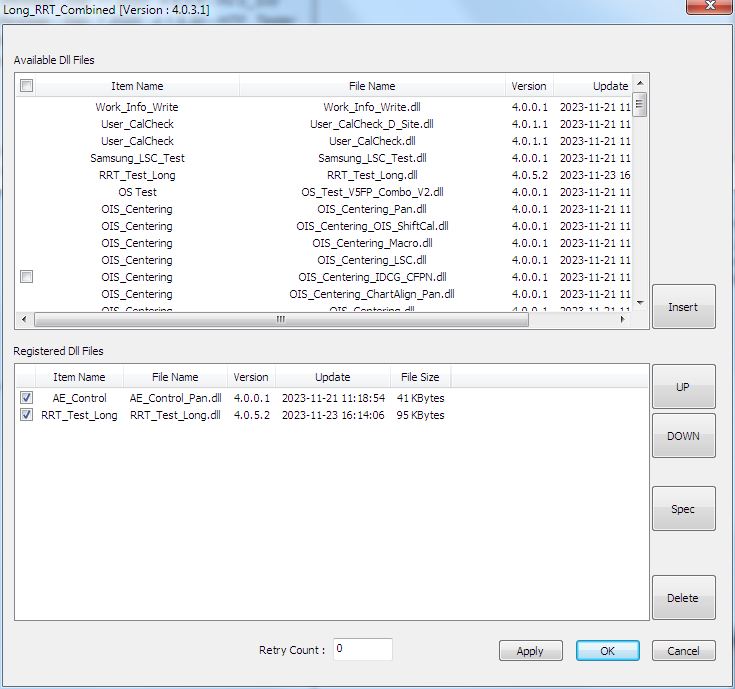 Long_RRT_Combined [Version : 4.0.3.1]
Available Dll Files
Item Name File Name Version Update
Work_Info_Write Work_Info_Write.dll 4.0.0.1 2023-11-21 11
User_CalCheck User_CalCheck_D_Site.dll 4.0.1.1 2023-11-21 11
User_CalCheck User_CalCheck.dll 4.0.1.1 2023-11-21 11
Samsung_LSC_Test Samsung_LSC_Test.dll 4.0.0.1 2023-11-21 11
RRT_Test_Long RRT_Test_Long.dll 4.0.5.2 2023-11-23 16
OS Test OS_Test_V5FP_Combo_V2.dll 4.0.0.1 2023-11-21 11
OIS_Centering OIS_Centering_Pan.dll 4.0.0.1 2023-11-21 11
OIS_Centering OIS_Centering_OIS_ShiftCal.dll 4.0.0.1 2023-11-21 11
OIS_Centering OIS_Centering_Macro.dll 4.0.0.1 2023-11-21 11
OIS_Centering OIS_Centering_LSC.dll 4.0.0.1 2023-11-21 11
OIS_Centering OIS_Centering_IDCG_CFPN.dll 4.0.0.1 2023-11-21 11
OIS_Centering OIS_Centering_ChartAlign_Pan.dll 4.0.0.1 2023-11-21 11
OIS_Centering OIS_Centering.dll 4.0.0.1 2023-11-21 11
Insert
Registered Dll Files
Item Name File Name Version Update File Size
AE_Control AE_Control_Pan.dll 4.0.0.1 2023-11-21 11:18:54 41 KBytes
RRT_Test_Long RRT_Test_Long.dll 4.0.5.2 2023-11-23 16:14:06 95 KBytes
UP
DOWN
Spec
Delete
Retry Count : 0
Apply OK Cancel